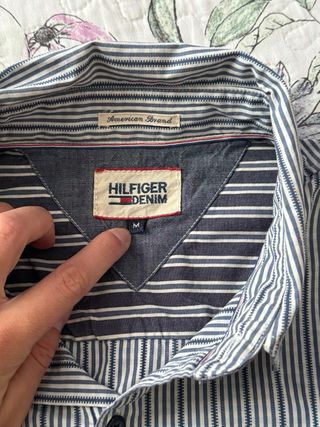 American Brand
HILFIGER
DENIM
M